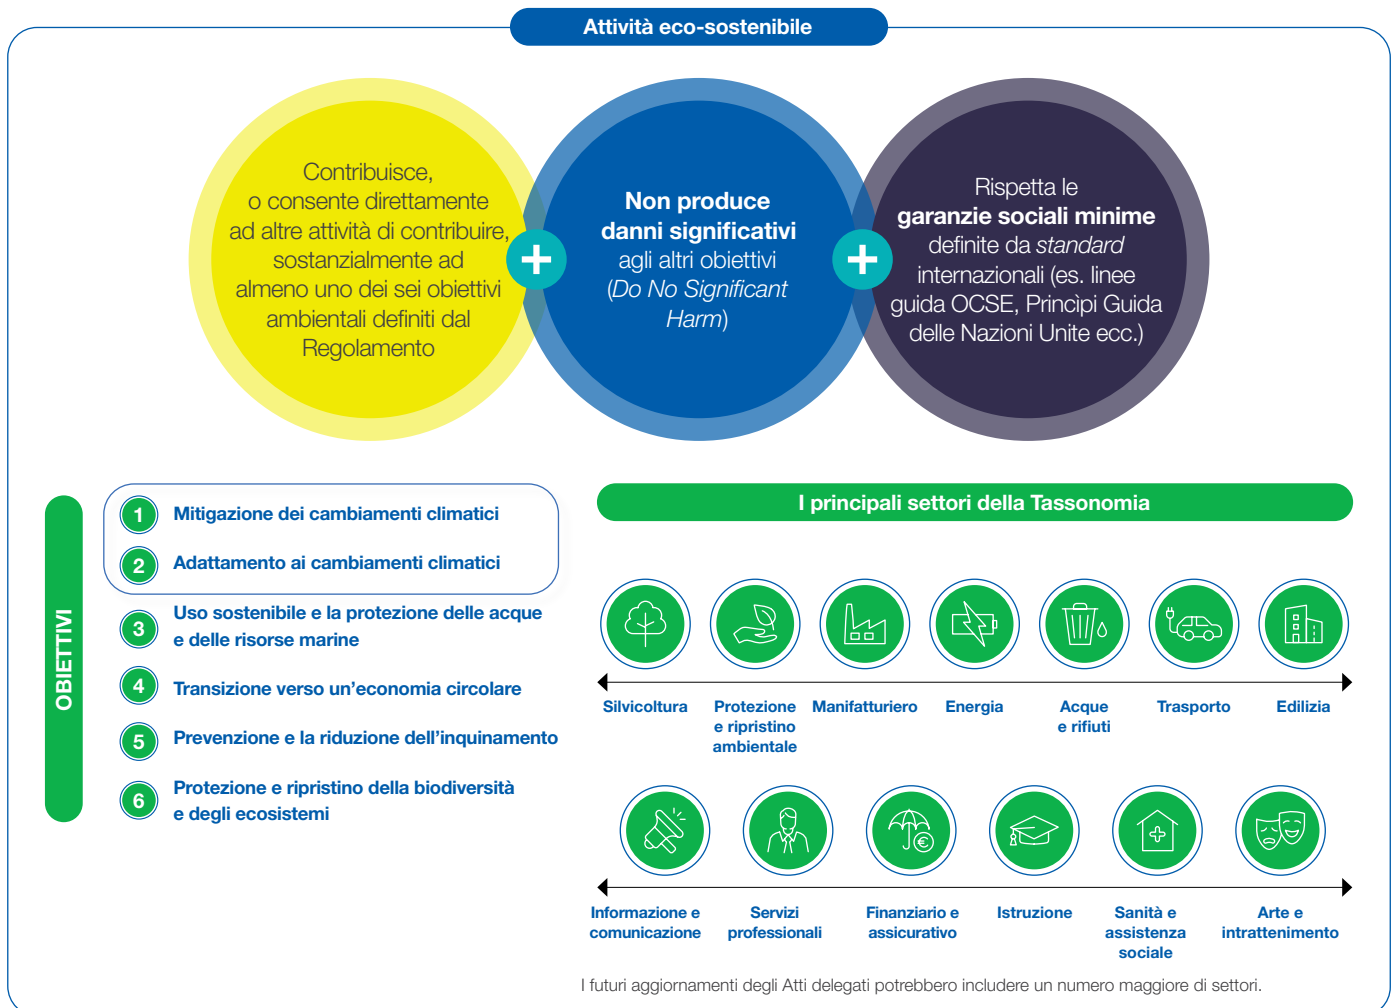 Attività eco-sostenibile
Contribuisce,
o consente direttamente
ad altre attività di contribuire,
sostanzialmente ad
almeno uno dei sei obiettivi
ambientali definiti dal
Regolamento
+
Non produce
danni significativi
agli altri obiettivi
(Do No Significant
Harm)
+
Rispetta le
garanzie sociali minime
definite da standard
internazionali (es. linee
guida OCSE, Princìpi Guida
delle Nazioni Unite ecc.)
OBIETTIVI
1 Mitigazione dei cambiamenti climatici
2 Adattamento ai cambiamenti climatici
3 Uso sostenibile e la protezione delle acque
e delle risorse marine
4 Transizione verso un'economia circolare
5 Prevenzione e la riduzione dell'inquinamento
6 Protezione e ripristino della biodiversità
e degli ecosistemi
I principali settori della Tassonomia
Silvicoltura
Protezione
e ripristino
ambientale
Manifatturiero
Energia
Acque
e rifiuti
Trasporto
Edilizia
€
Informazione e
comunicazione
Servizi
professionali
Finanziario e
assicurativo
Istruzione
Sanità e
assistenza
sociale
Arte e
intrattenimento
I futuri aggiornamenti degli Atti delegati potrebbero includere un numero maggiore di settori.